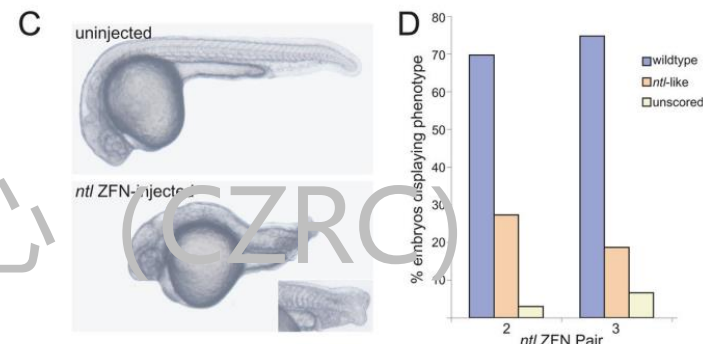 C
uninjected
ntl ZFN-injected
D
% embryos displaying phenotype
80
70
60
50
40
30
20
10
2
3
ntl ZFN Pair
wildtype
ntl-like
unscored
(CZRC)